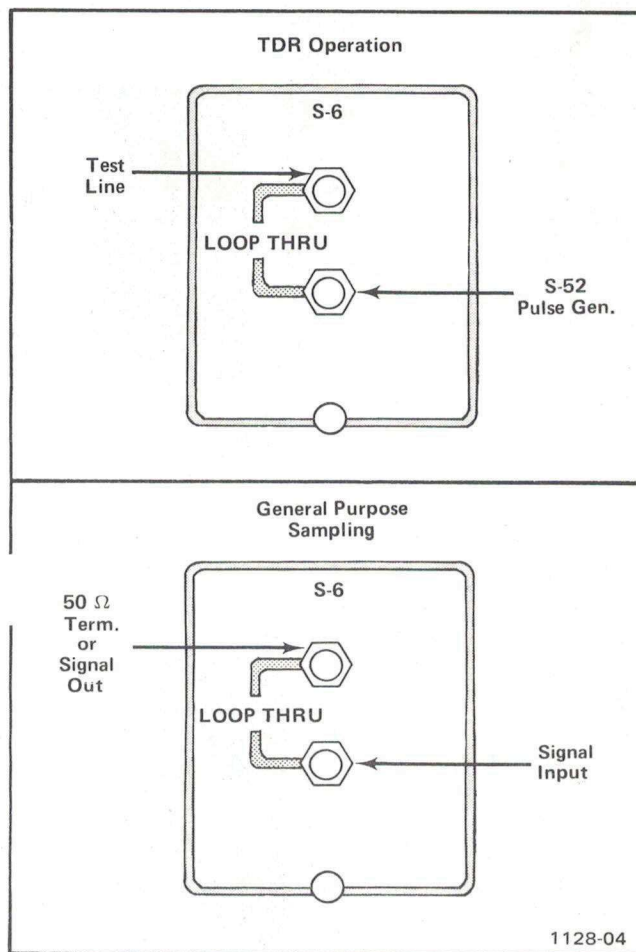 TDR Operation
S-6
Test
Line
LOOP THRU
S-52
Pulse Gen.
General Purpose
Sampling
S-6
50 Ω
Term.
or
Signal
Out
LOOP THRU
Signal
Input
1128-04